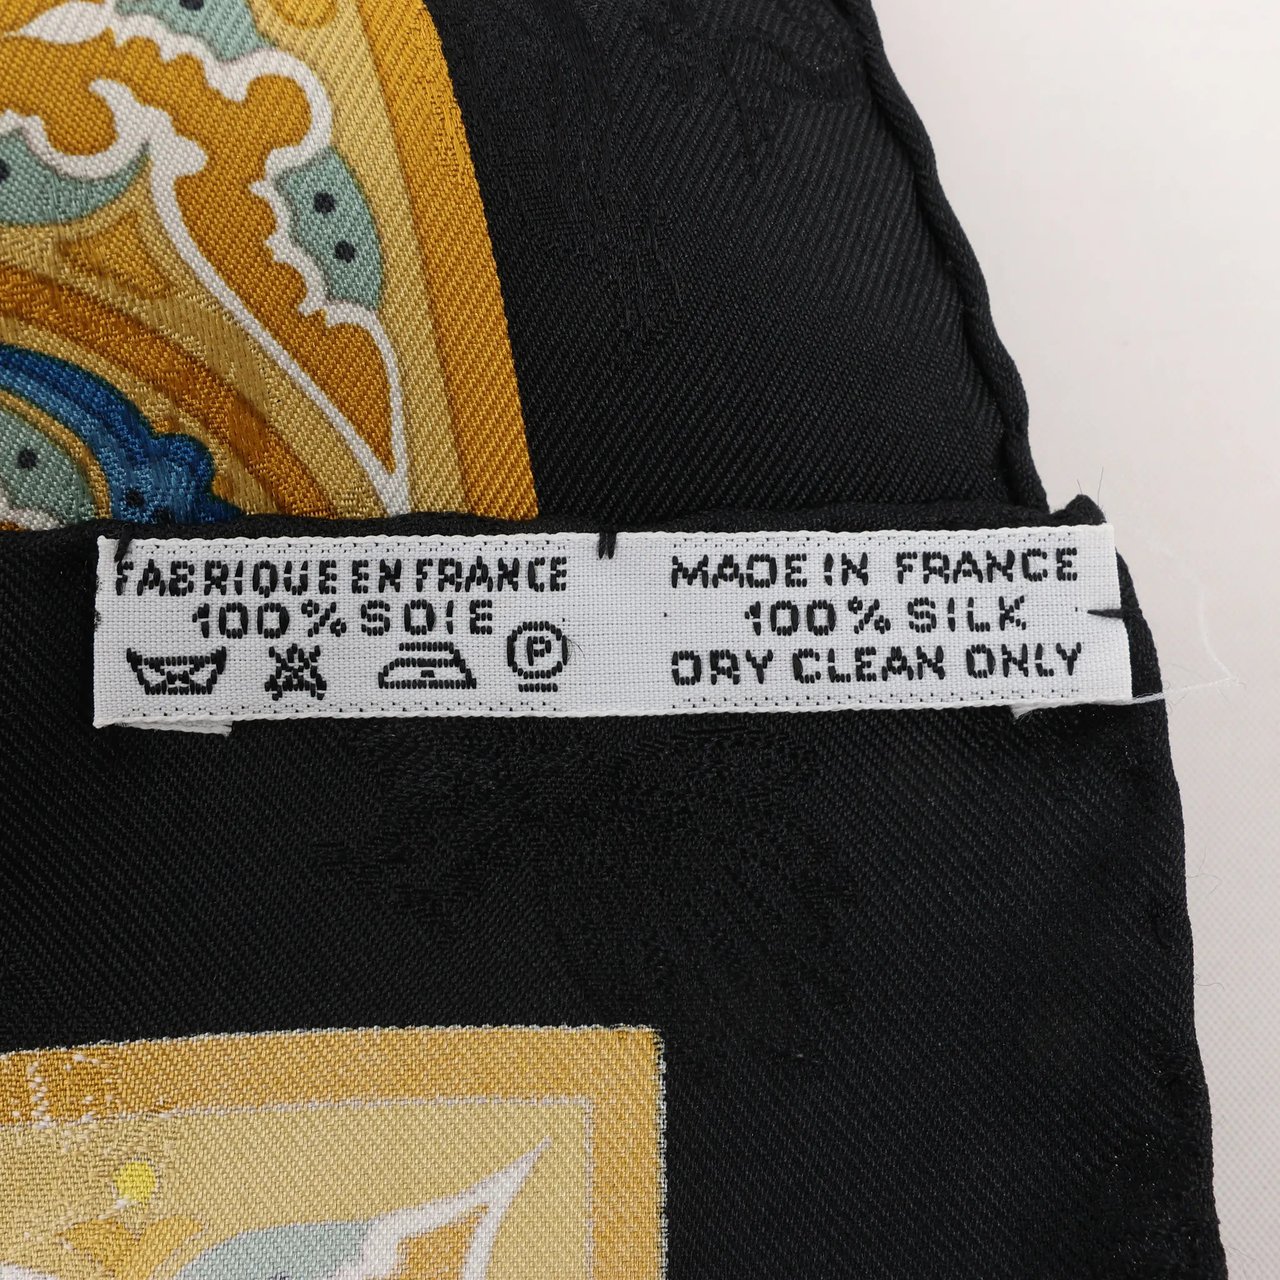 FABRIQUE EN FRANCE
100% SOIE
P
MADE IN FRANCE
100% SILK
DRY CLEAN ONLY